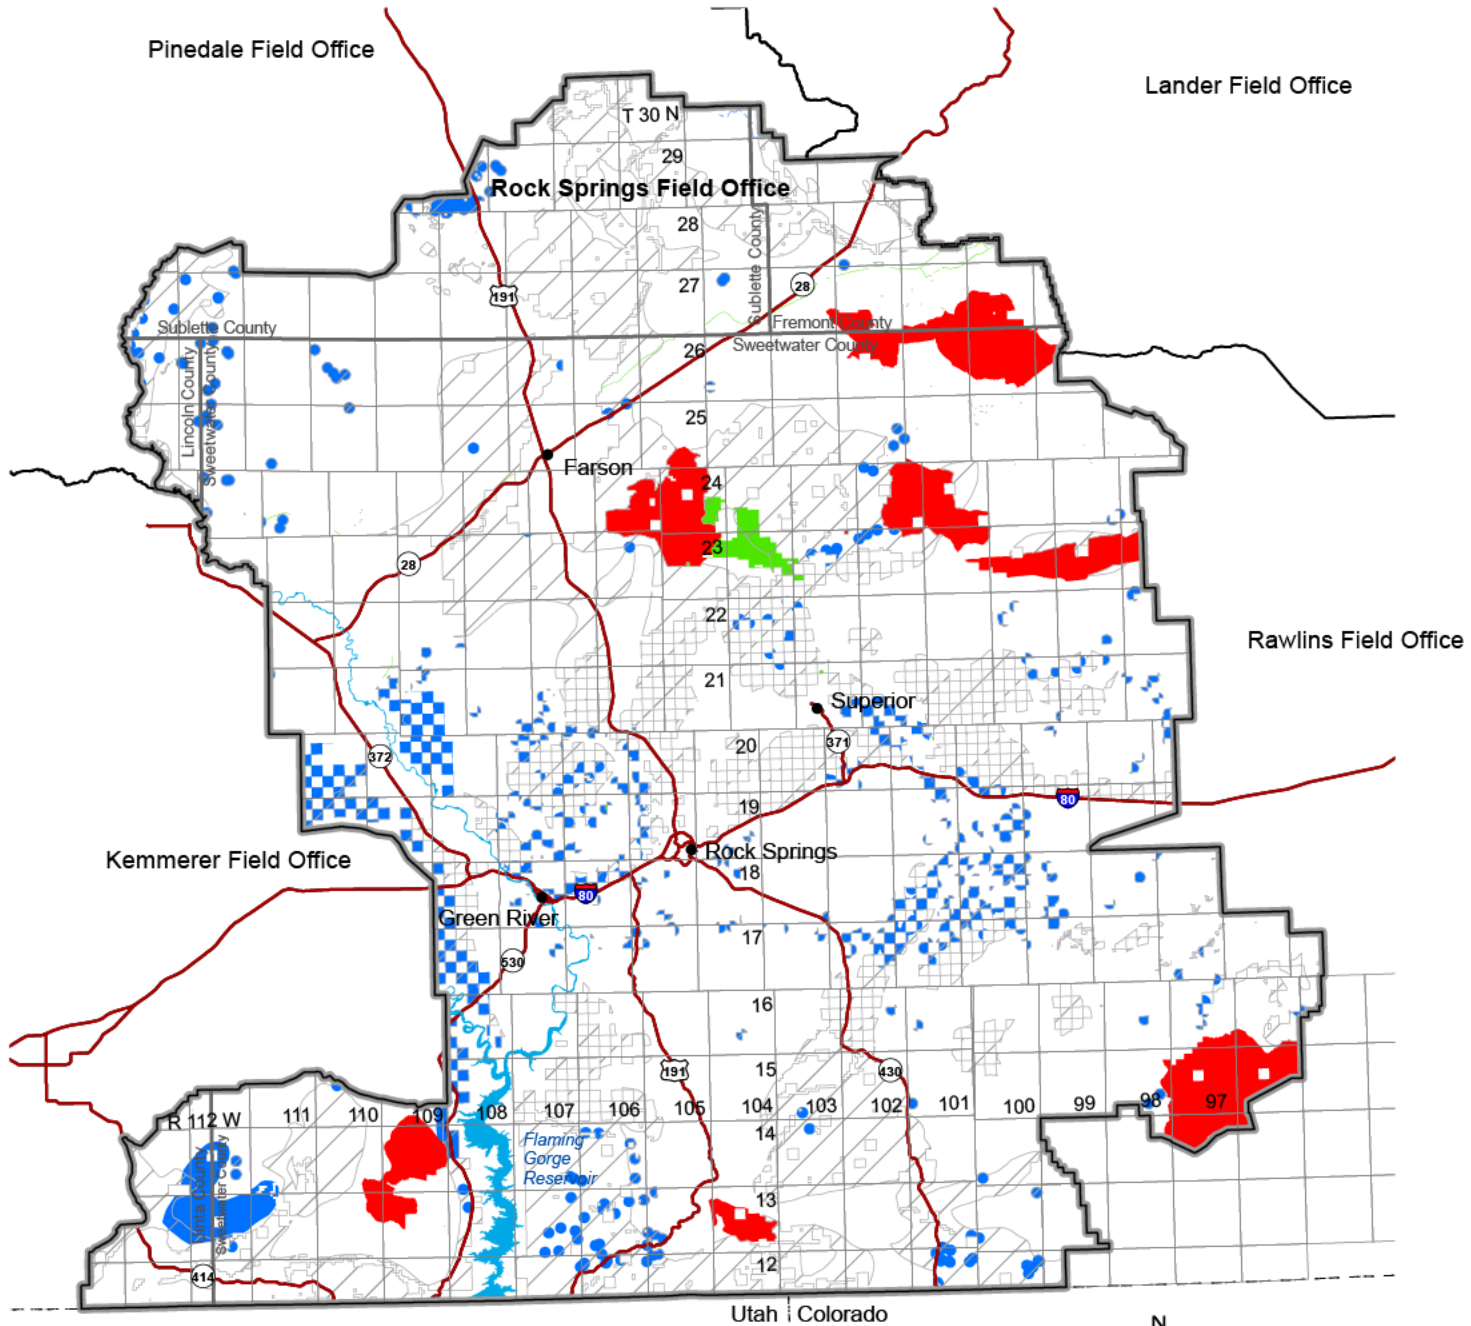 Pinedale Field Office
Lander Field Office
T 30 N
29
Rock Springs Field Office
28
Sublette County
27
28
191
Sublette County
Fremont County
Sweetwater County
26
Lincoln County
Sweetwater County
25
Farson
24
23
28
22
Rawlins Field Office
21
Superior
20
371
372
19
80
Kemmerer Field Office
Rock Springs
18
80
Green River
17
530
16
15
191
430
R 112 W
111
110
109
108
107
106
105
104
103
102
101
100
99
98
97
14
Flaming
Gorge
Reservoir
Uinta County
Sweetwater County
13
12
414
Utah
Colorado
N